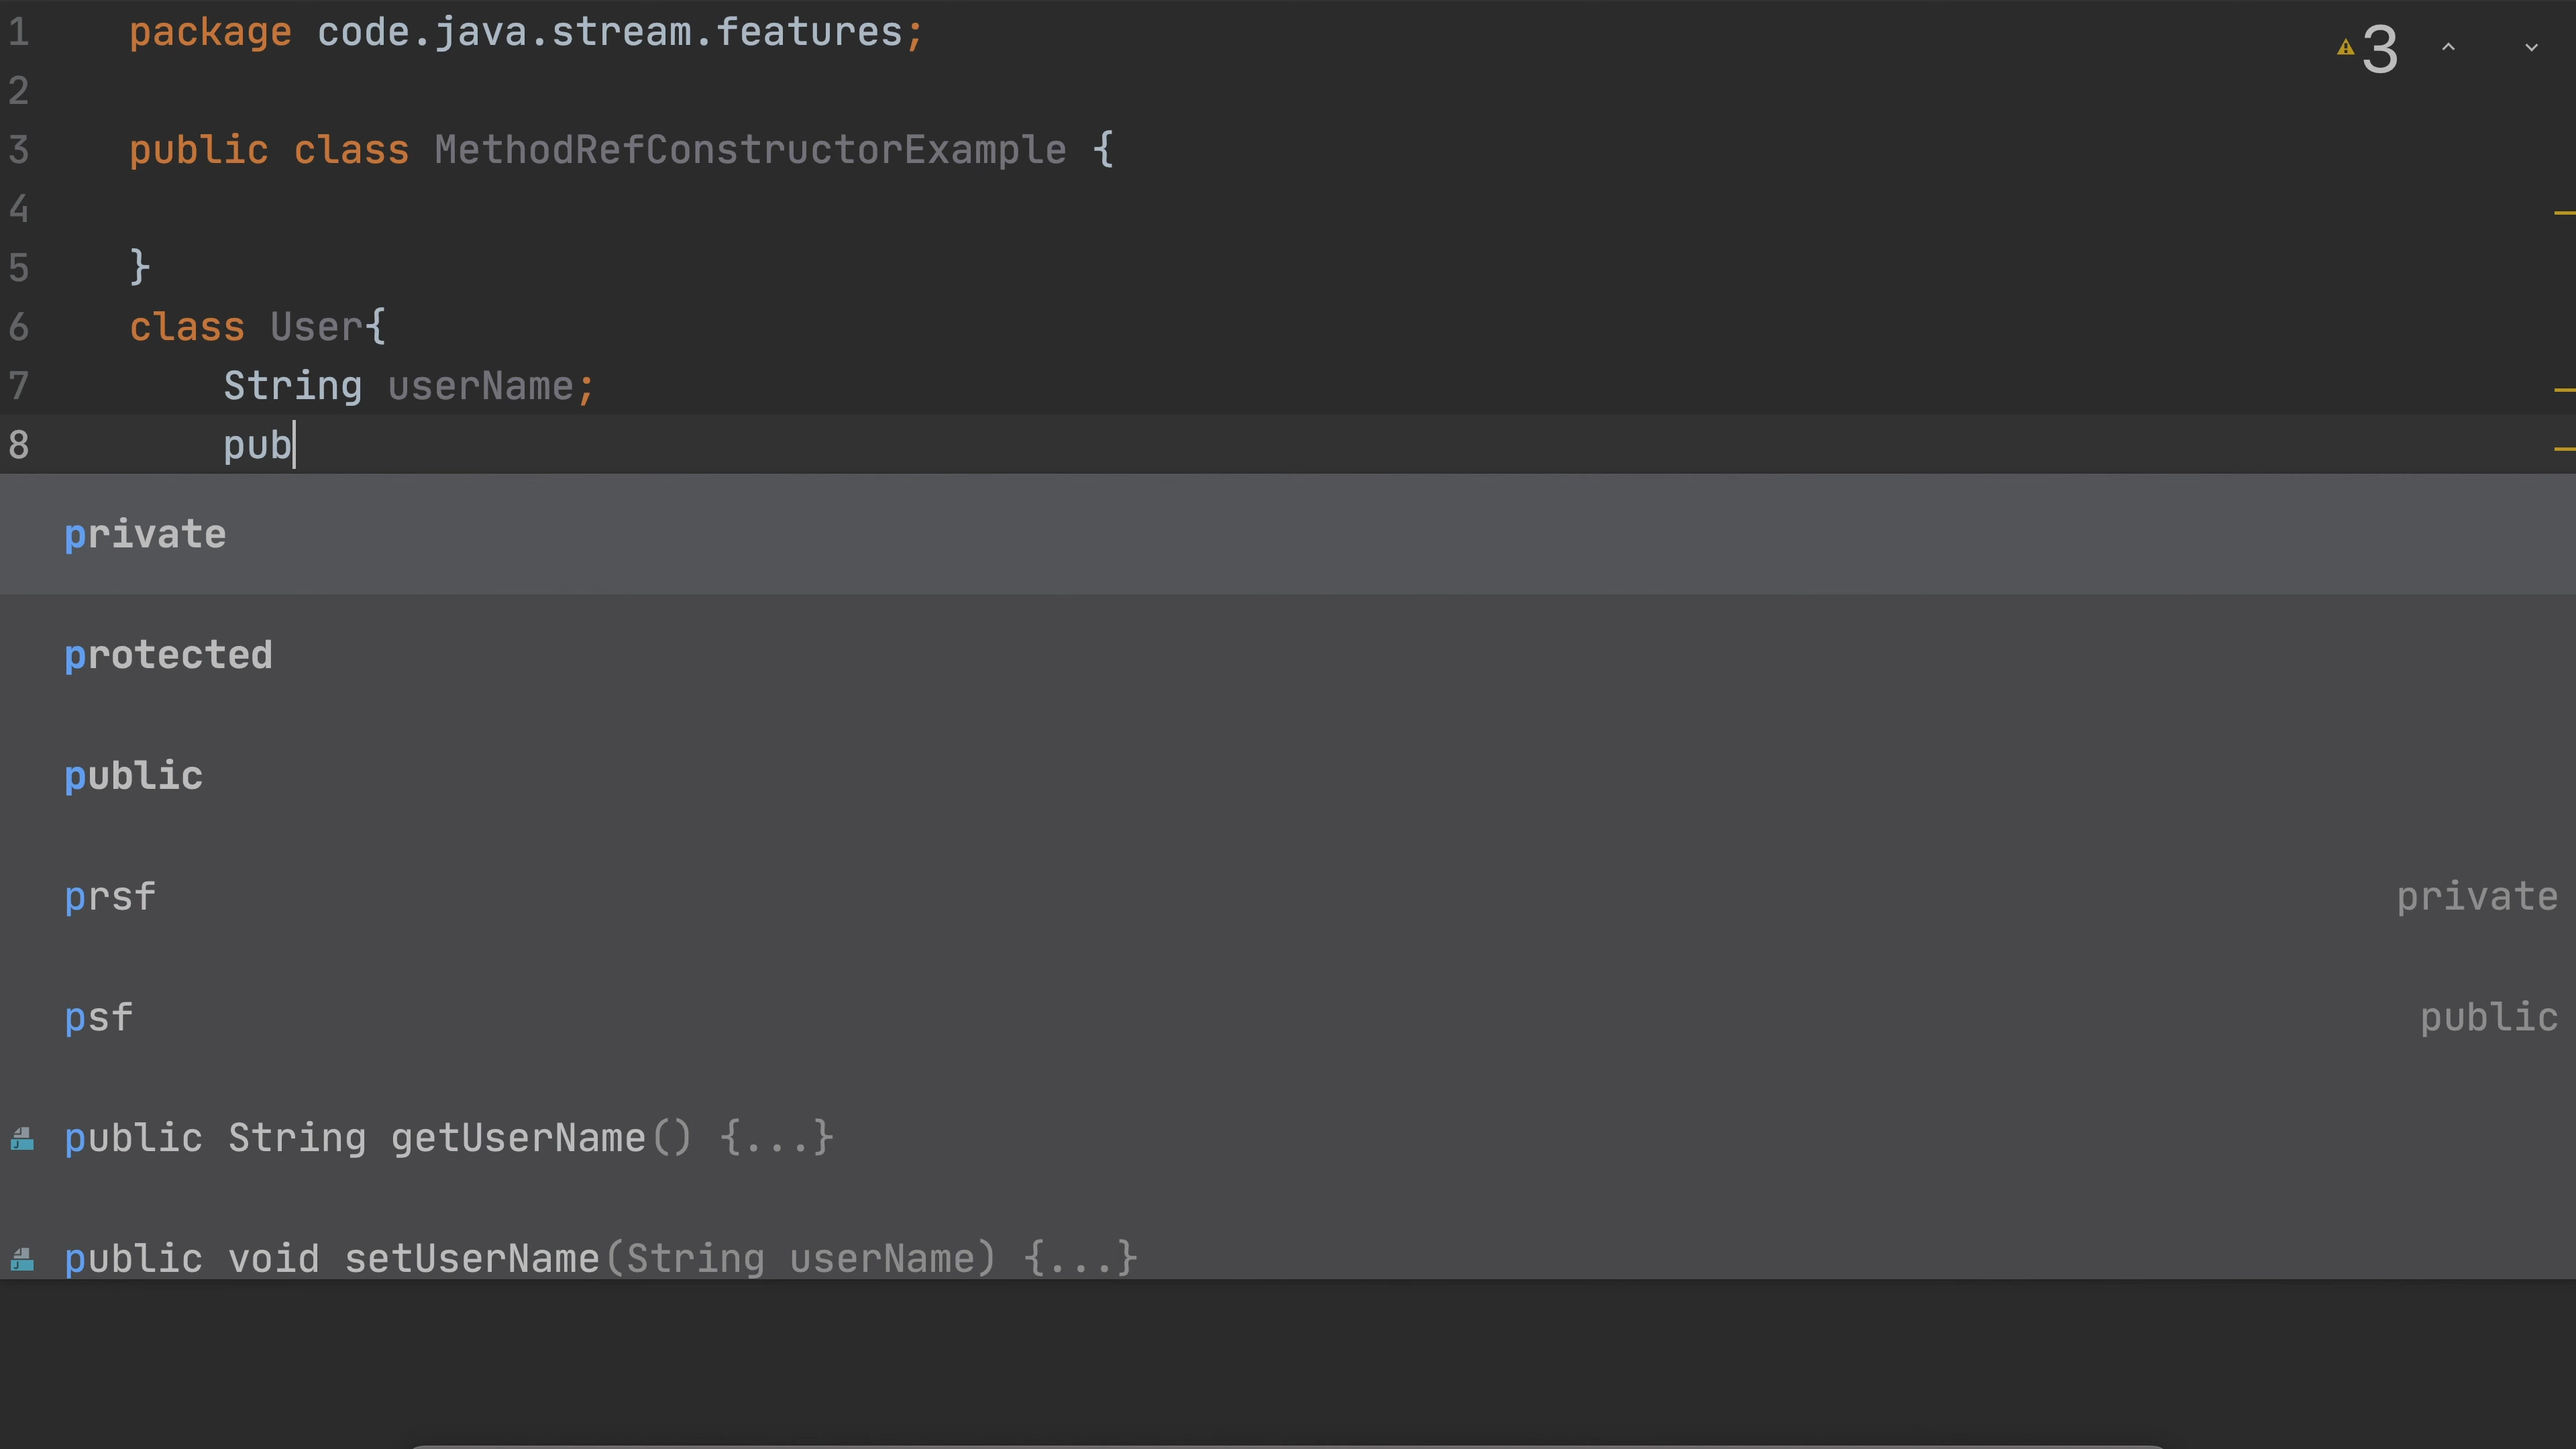 1 package code.java.stream.features;
3
2
3 public class MethodRefConstructorExample {
4
5 }
6 class User{
7 String userName;
8 pub
private
protected
public
prsf private
psf public
public String getUserName() {...}
public void setUserName(String userName) {...}